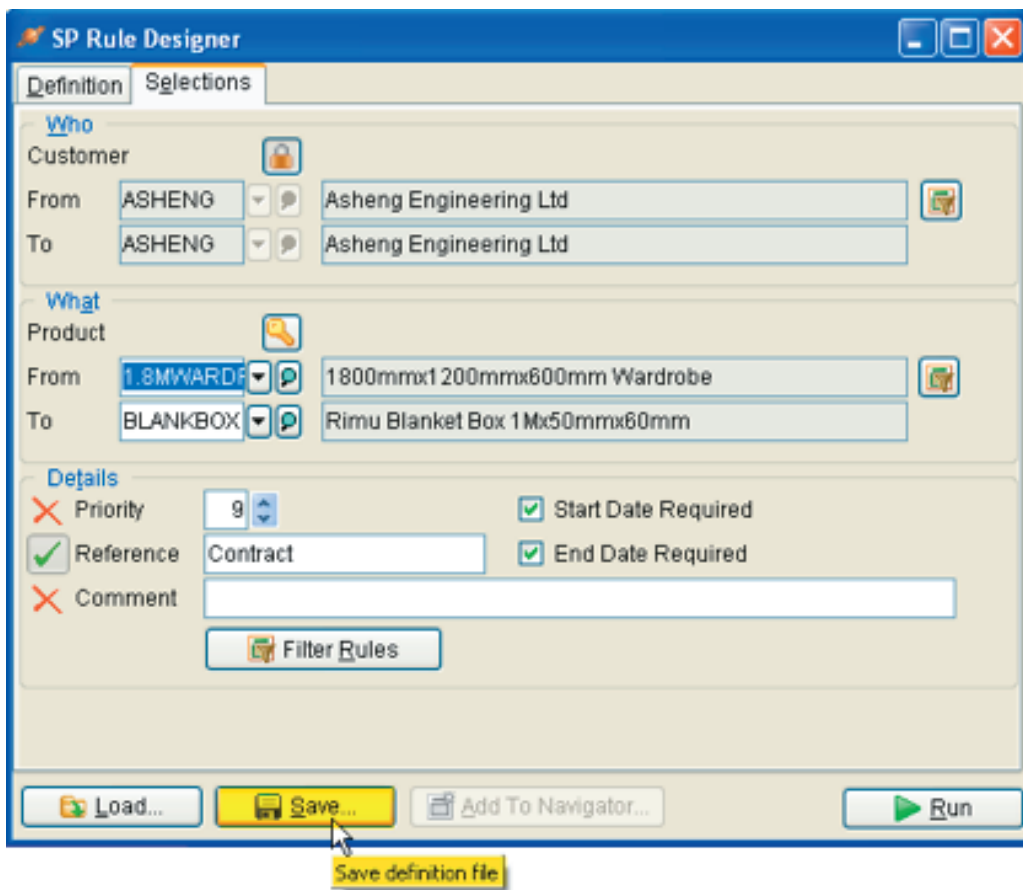 SP Rule Designer
Definition Selections
Who
Customer
From ASHENG Asheng Engineering Ltd
To ASHENG Asheng Engineering Ltd
What
Product
From 1.8MWARDR 1800mmx1200mmx600mm Wardrobe
To BLANKBOX Rimu Blanket Box 1Mx50mmx60mm
Details
Priority 9 Start Date Required
Reference Contract End Date Required
Comment
Filter Rules
Load... Save... Add To Navigator... Run
Save definition file